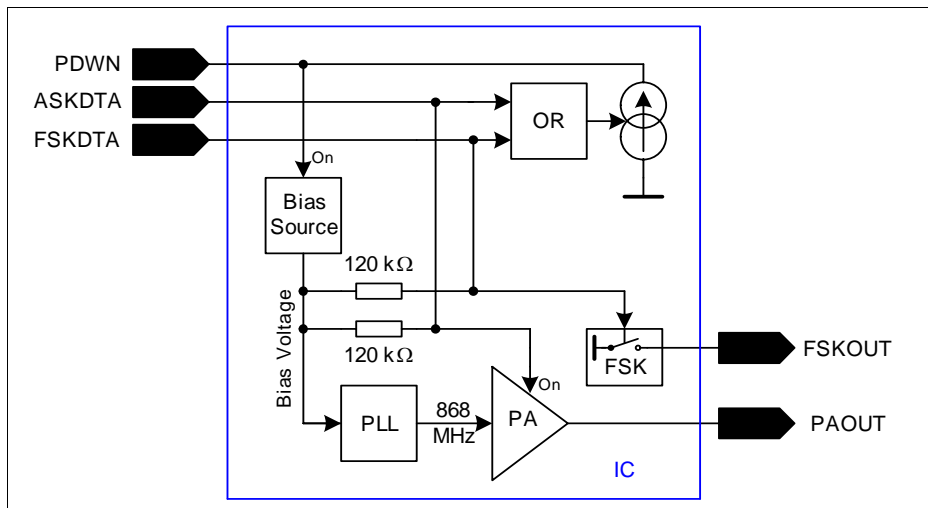 PDWN
ASKDTA
FSKDTA
On
OR
Bias
Source
120 kΩ
Bias Voltage
120 kΩ
FSK
FSKOUT
On
PLL
868
MHz
PA
PAOUT
IC